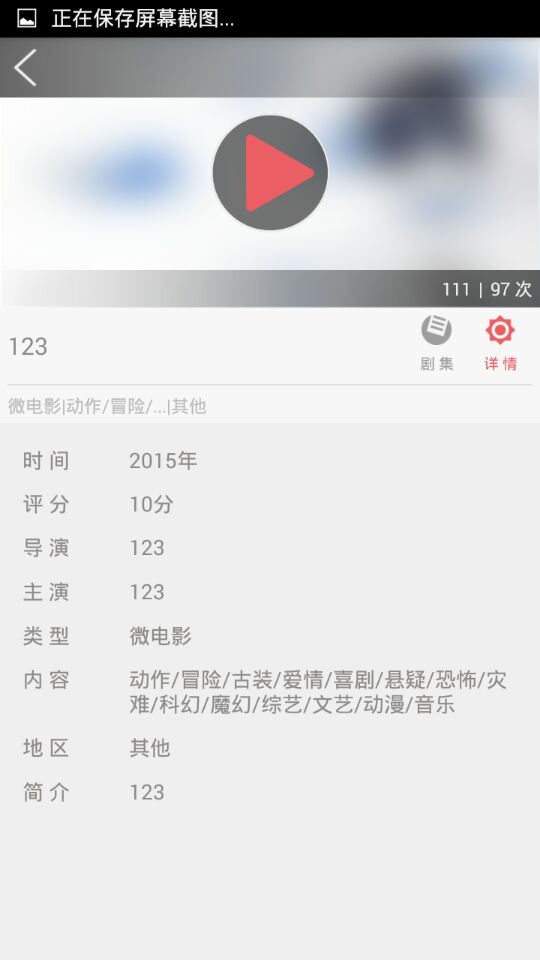 正在保存屏幕截图...
111 | 97 次
123
剧集
详情
微电影|动作/冒险/...|其他
时间 2015年
评分 10分
导演 123
主演 123
类型 微电影
内容 动作/冒险/古装/爱情/喜剧/悬疑/恐怖/灾
难/科幻/魔幻/综艺/文艺/动漫/音乐
地区 其他
简介 123